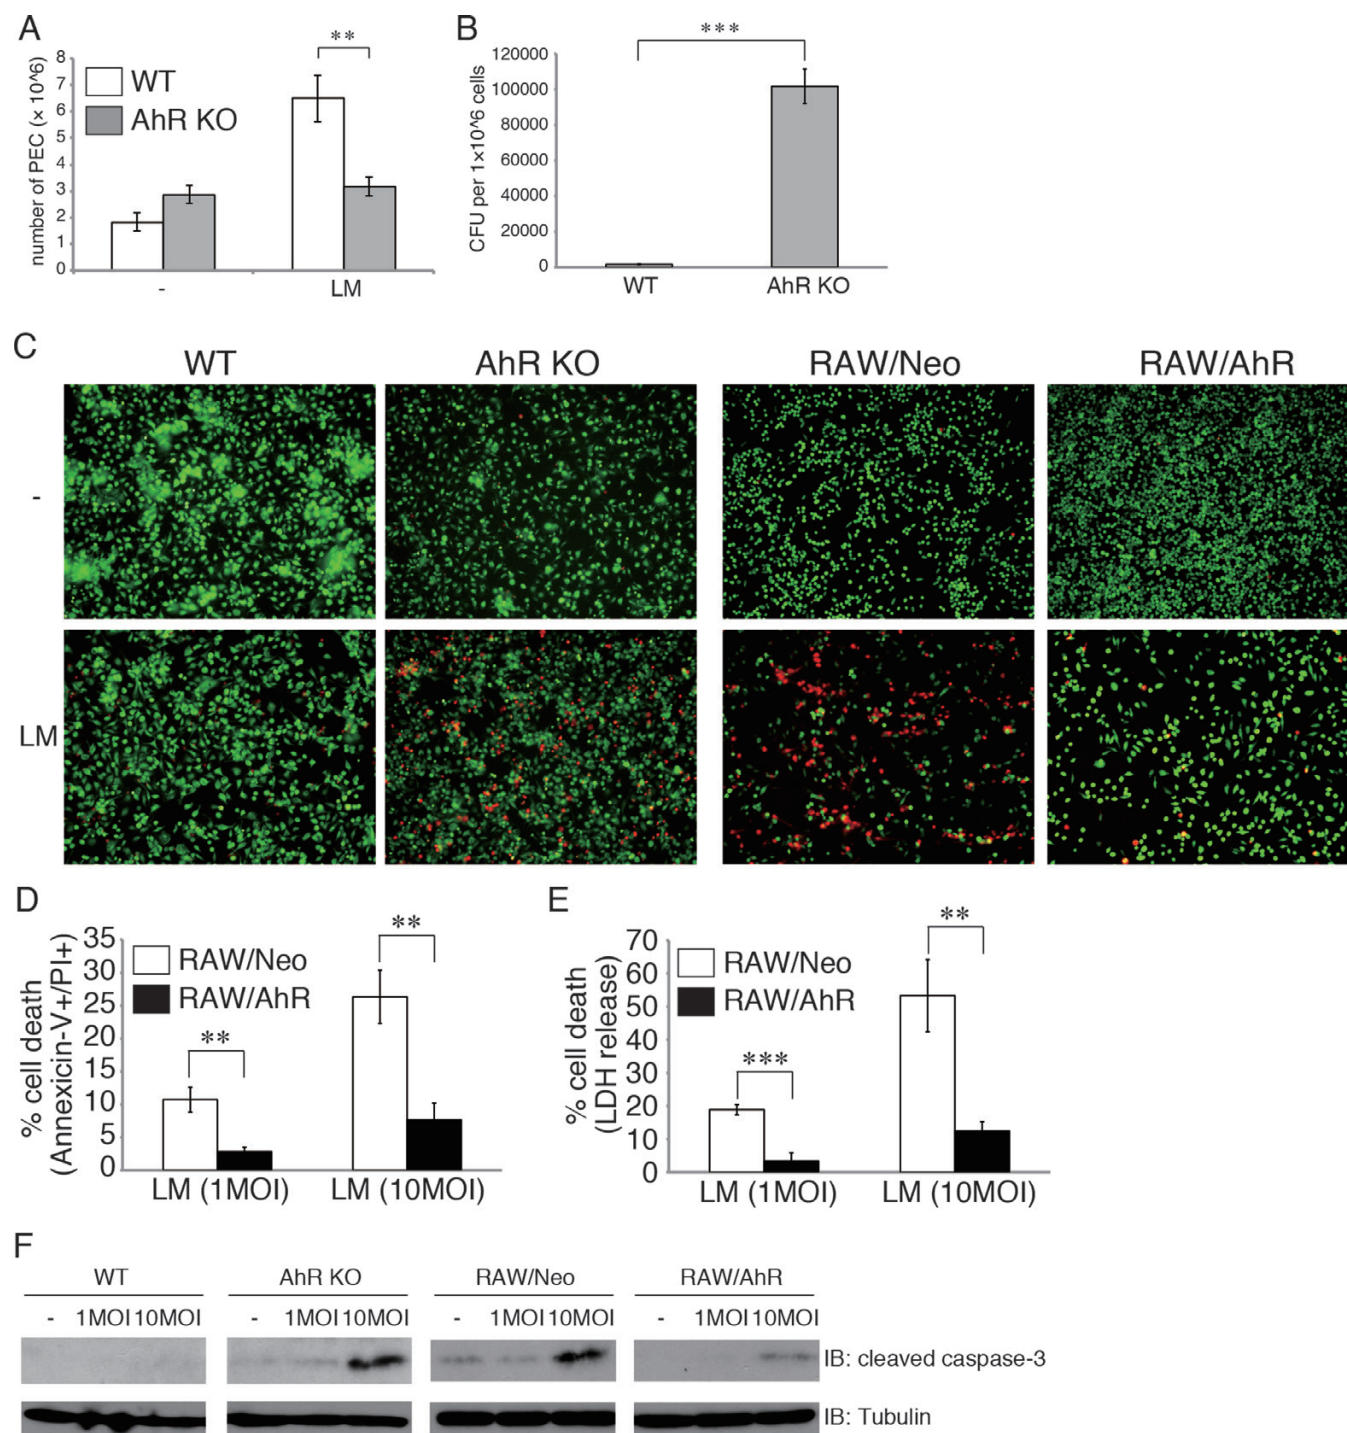 A
**
number of PEC (× 10^6)
8
7
6
5
4
3
2
1
0
WT
AhR KO
-
LM
B
***
CFU per 1×10^6 cells
120000
100000
80000
60000
40000
20000
0
WT
AhR KO
C
WT
AhR KO
RAW/Neo
RAW/AhR
-
LM
D
% cell death
(Annexicin-V+/PI+)
35
30
25
20
15
10
5
0
RAW/Neo
RAW/AhR
**
**
LM (1MOI)
LM (10MOI)
E
% cell death
(LDH release)
70
60
50
40
30
20
10
0
RAW/Neo
RAW/AhR
***
**
LM (1MOI)
LM (10MOI)
F
WT
AhR KO
RAW/Neo
RAW/AhR
- 1MOI 10MOI
- 1MOI 10MOI
- 1MOI 10MOI
- 1MOI 10MOI
IB: cleaved caspase-3
IB: Tubulin